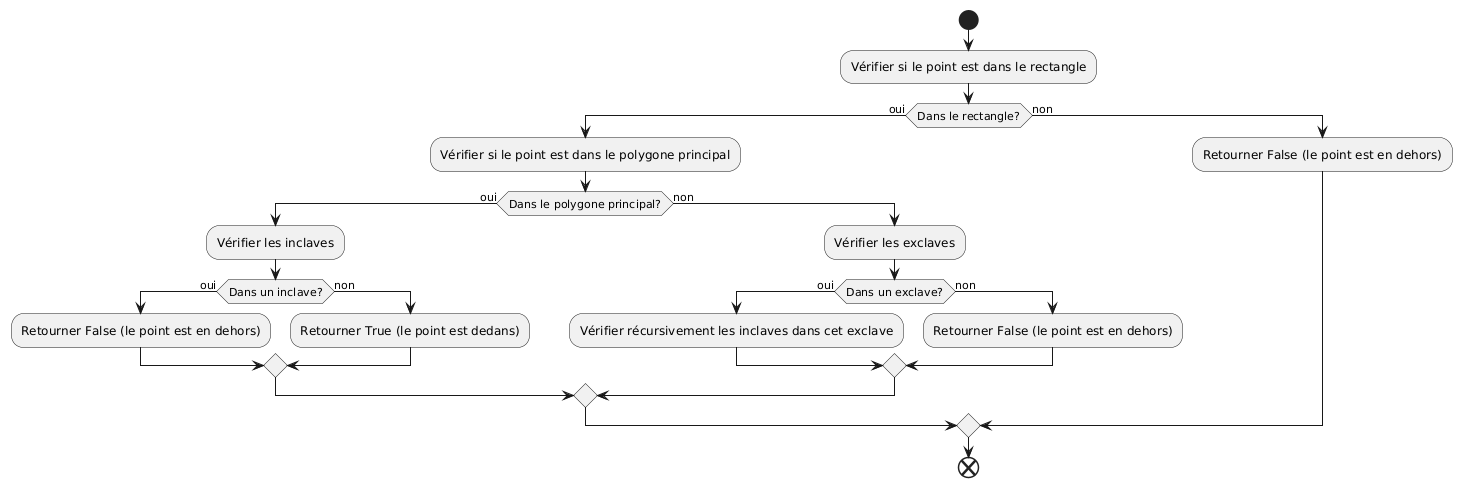 Vérifier si le point est dans le rectangle
oui
Dans le rectangle?
non
Vérifier si le point est dans le polygone principal
Retourner False (le point est en dehors)
oui
Dans le polygone principal?
non
Vérifier les inclaves
Vérifier les exclaves
oui
Dans un inclave?
non
oui
Dans un exclave?
non
Retourner False (le point est en dehors)
Retourner True (le point est dedans)
Vérifier récursivement les inclaves dans cet exclave
Retourner False (le point est en dehors)